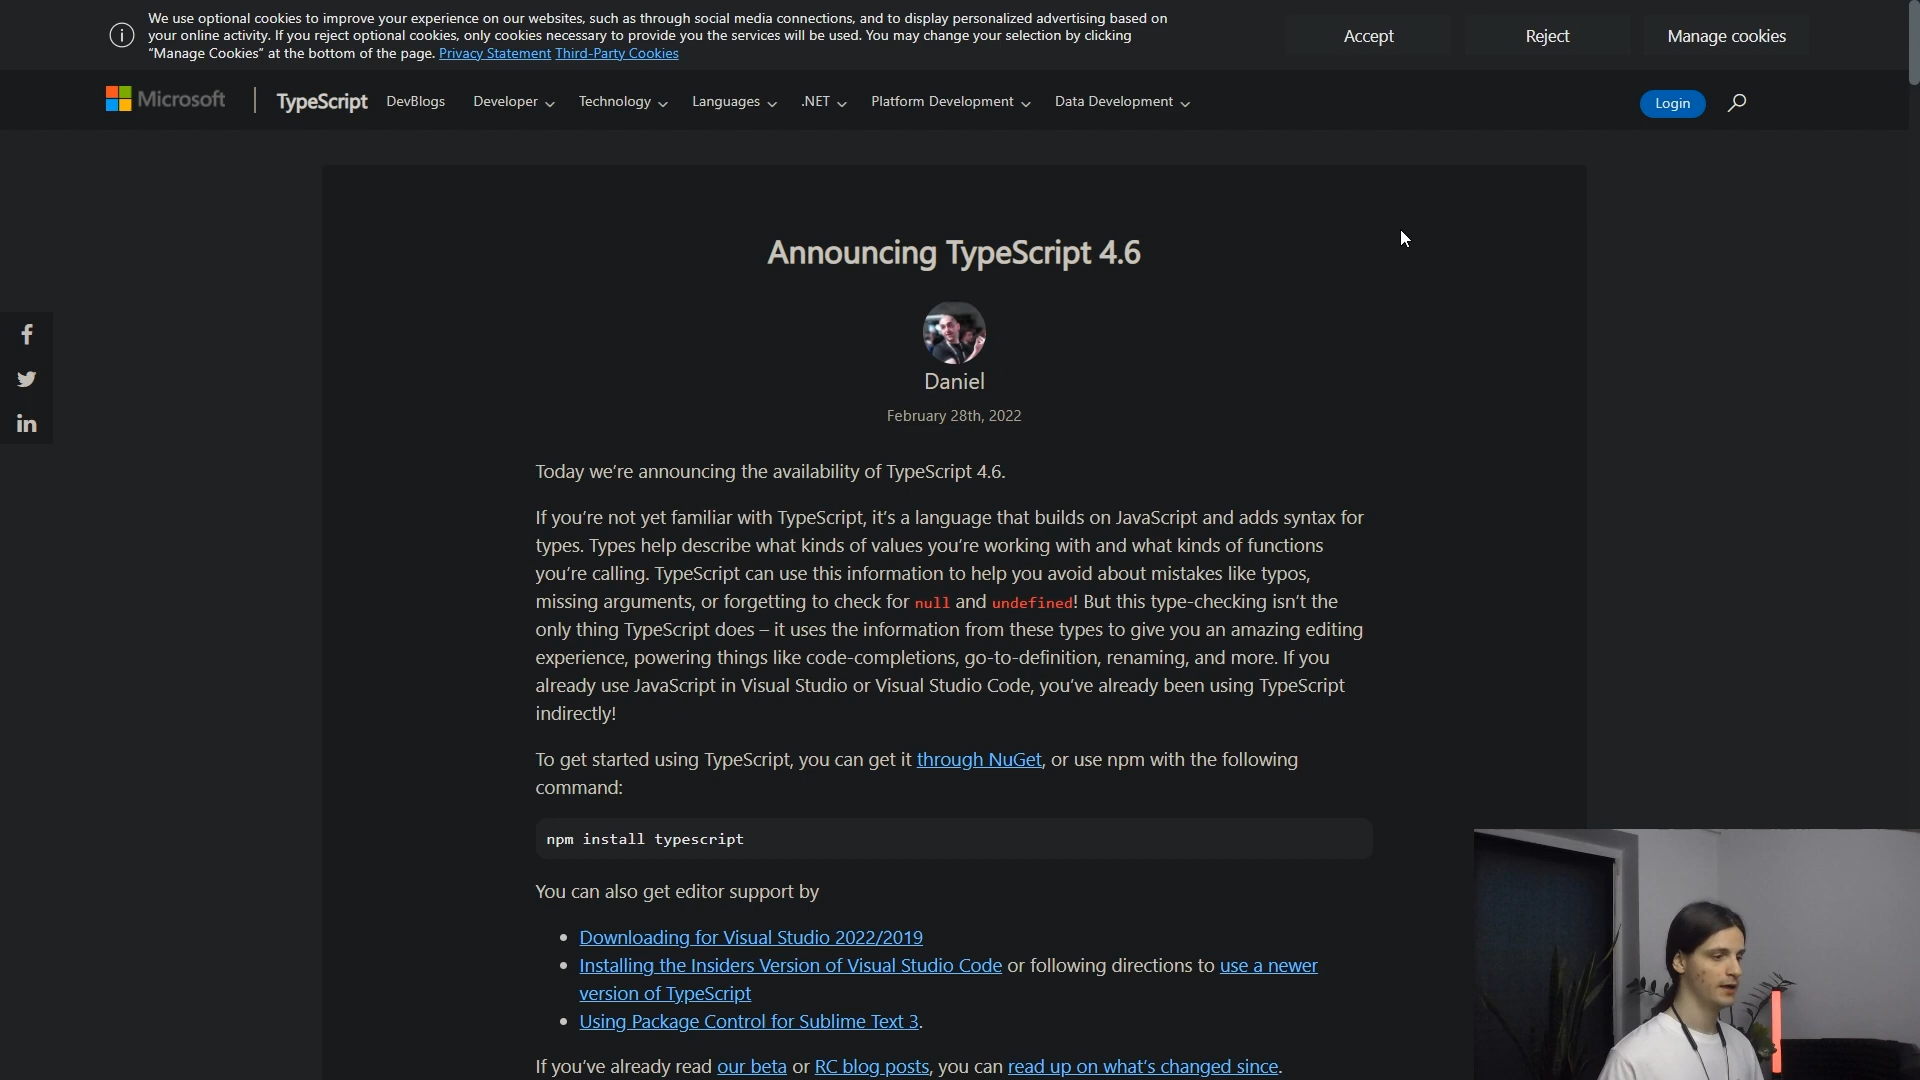 We use optional cookies to improve your experience on our websites, such as through social media connections, and to display personalized advertising based on
your online activity. If you reject optional cookies, only cookies necessary to provide you the services will be used. You may change your selection by clicking
“Manage Cookies” at the bottom of the page. Privacy Statement Third-Party Cookies
Accept
Reject
Manage cookies
Microsoft
TypeScript
DevBlogs
Developer
Technology
Languages
.NET
Platform Development
Data Development
Login
Announcing TypeScript 4.6
Daniel
February 28th, 2022
Today we’re announcing the availability of TypeScript 4.6.
If you’re not yet familiar with TypeScript, it’s a language that builds on JavaScript and adds syntax for
types. Types help describe what kinds of values you’re working with and what kinds of functions
you’re calling. TypeScript can use this information to help you avoid about mistakes like typos,
missing arguments, or forgetting to check for null and undefined! But this type-checking isn’t the
only thing TypeScript does – it uses the information from these types to give you an amazing editing
experience, powering things like code-completions, go-to-definition, renaming, and more. If you
already use JavaScript in Visual Studio or Visual Studio Code, you’ve already been using TypeScript
indirectly!
To get started using TypeScript, you can get it through NuGet, or use npm with the following
command:
npm install typescript
You can also get editor support by
Downloading for Visual Studio 2022/2019
Installing the Insiders Version of Visual Studio Code or following directions to use a newer
version of TypeScript
Using Package Control for Sublime Text 3.
If you’ve already read our beta or RC blog posts, you can read up on what’s changed since.